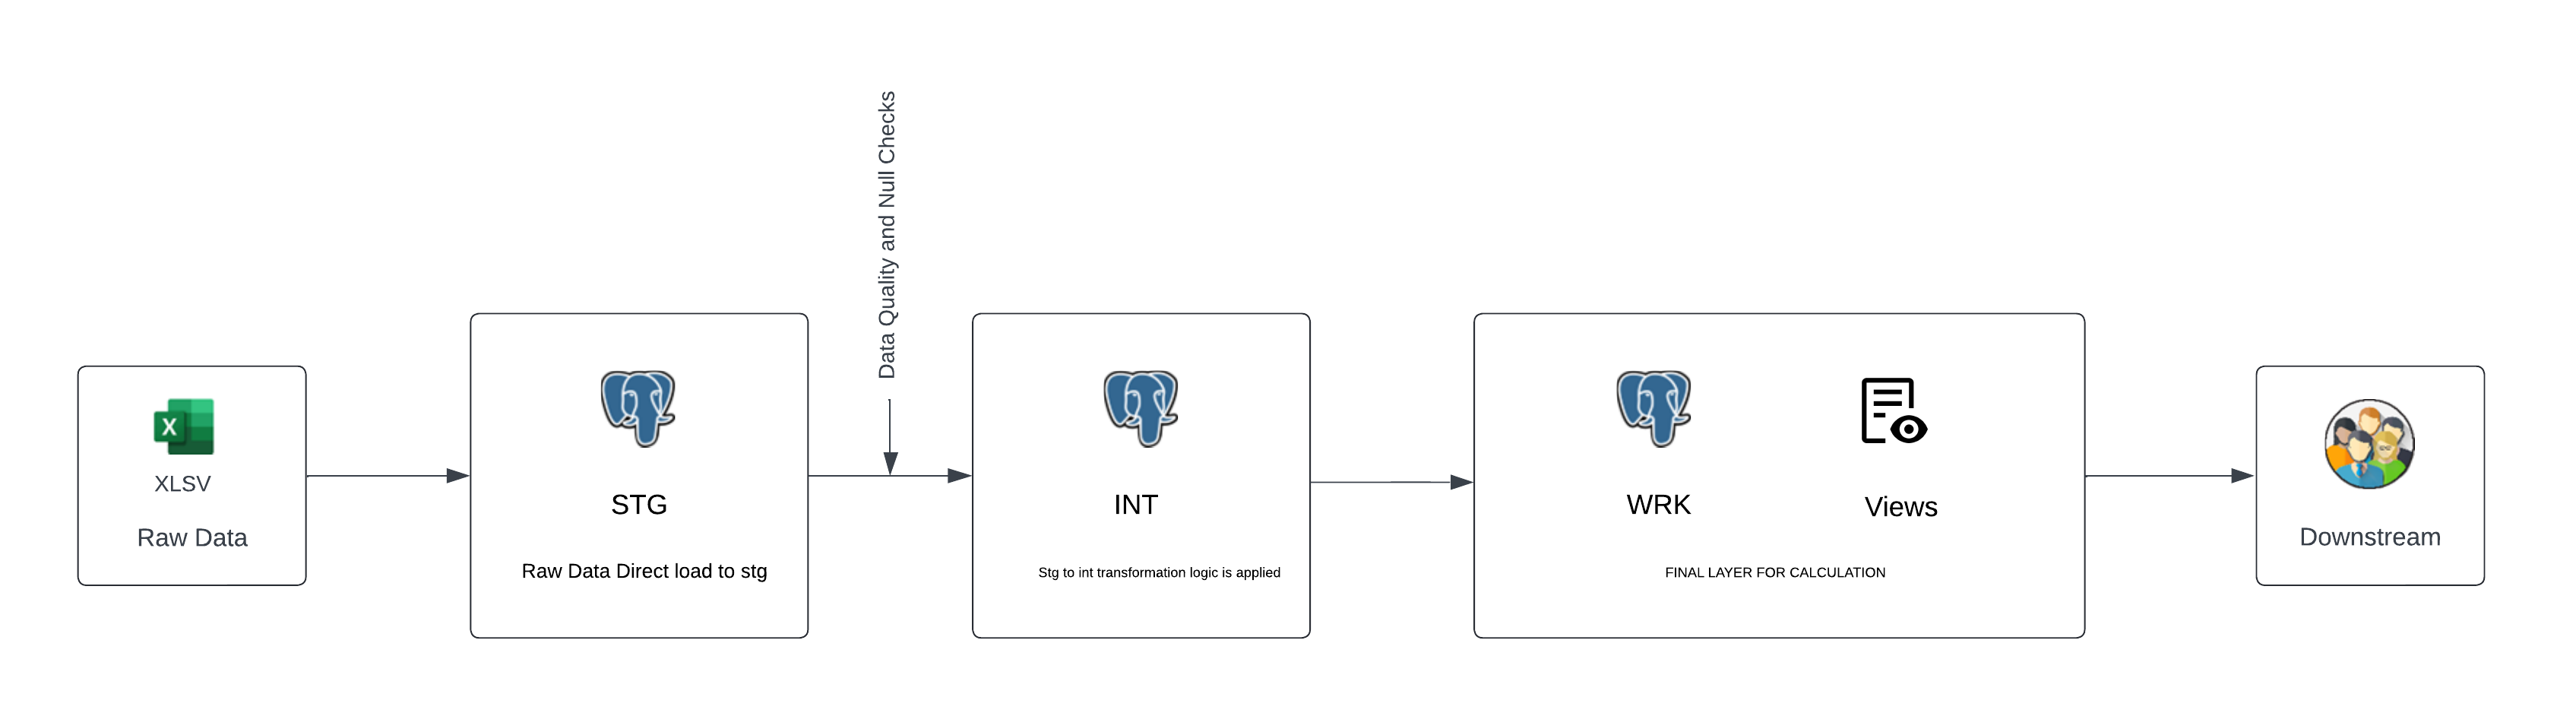 Data Quality and Null Checks
X
XLSV
Raw Data
STG
Raw Data Direct load to stg
INT
Stg to int transformation logic is applied
WRK
Views
FINAL LAYER FOR CALCULATION
Downstream